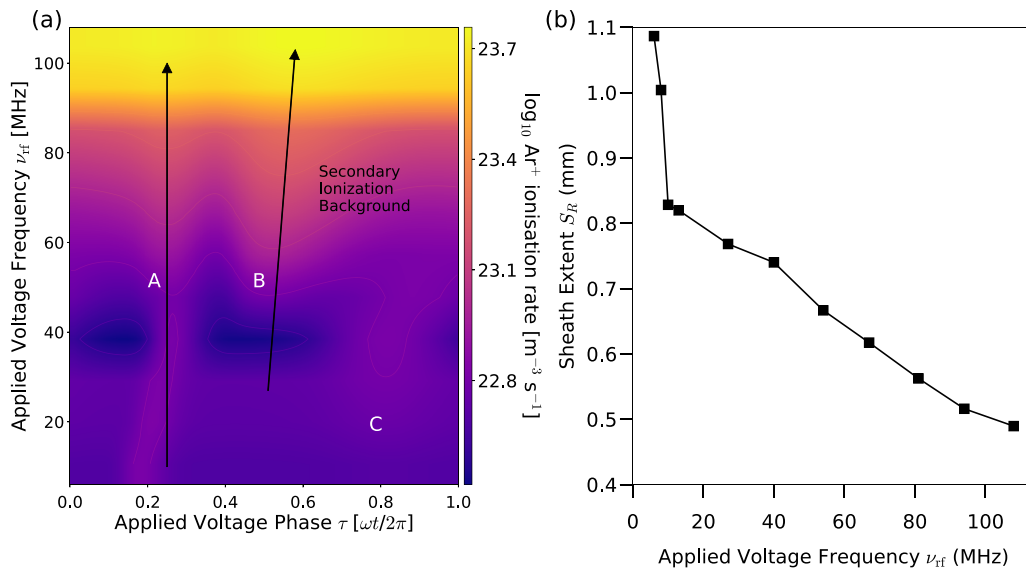 (a)
Applied Voltage Frequency ν_rf [MHz]
100
80
60
40
20
0.0
0.2
0.4
0.6
0.8
1.0
Applied Voltage Phase τ [ωt/2π]
A
B
C
Secondary
Ionization
Background
23.7
23.4
23.1
22.8
log₁₀ Ar⁺ ionisation rate [m⁻³ s⁻¹]
(b)
Sheath Extent S_R (mm)
1.1
1.0
0.9
0.8
0.7
0.6
0.5
0.4
0
20
40
60
80
100
Applied Voltage Frequency ν_rf (MHz)